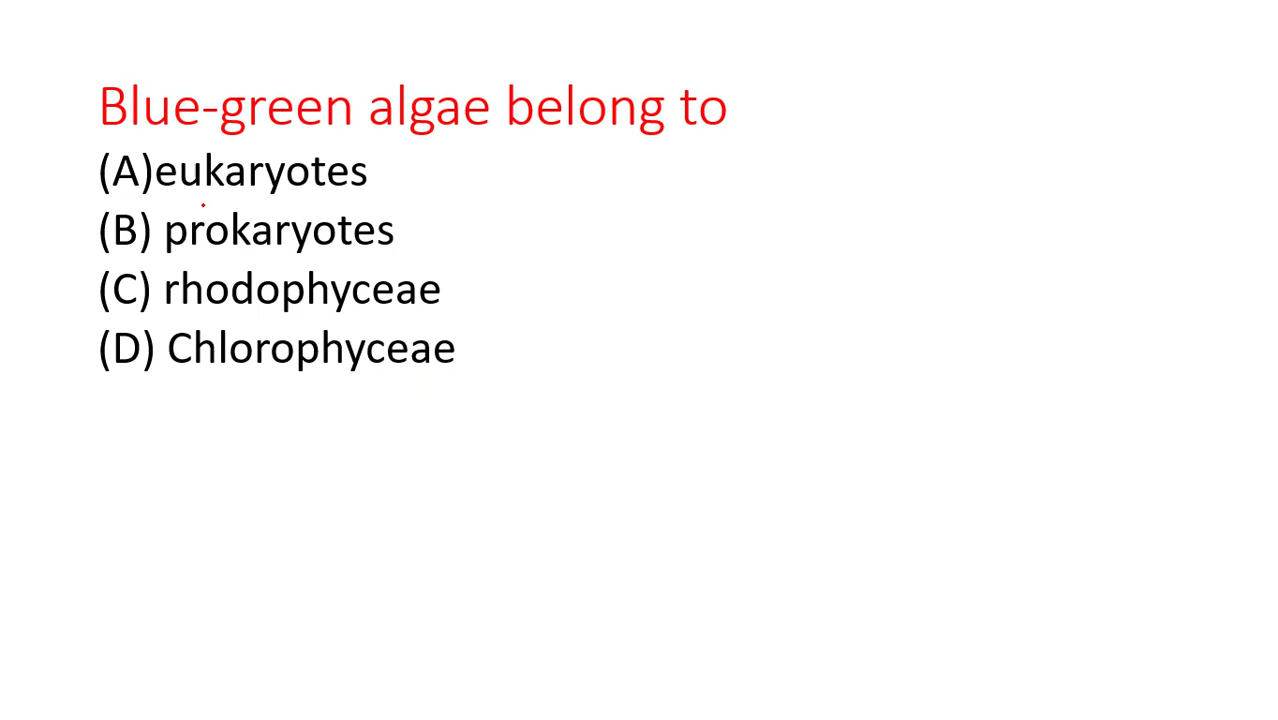 Blue-green algae belong to
(A)eukaryotes
(B) prokaryotes
(C) rhodophyceae
(D) Chlorophyceae